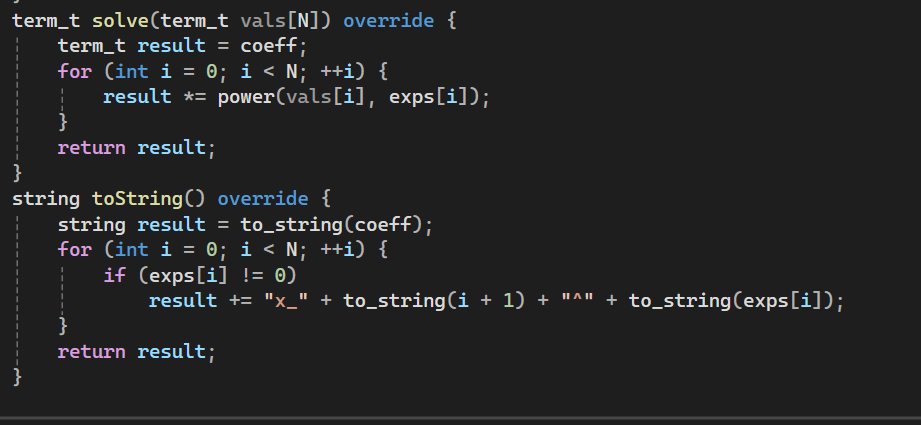 term_t solve(term_t vals[N]) override {
    term_t result = coeff;
    for (int i = 0; i < N; ++i) {
        result *= power(vals[i], exps[i]);
    }
    return result;
}
string toString() override {
    string result = to_string(coeff);
    for (int i = 0; i < N; ++i) {
        if (exps[i] != 0)
            result += "x_" + to_string(i + 1) + "^" + to_string(exps[i]);
    }
    return result;
}